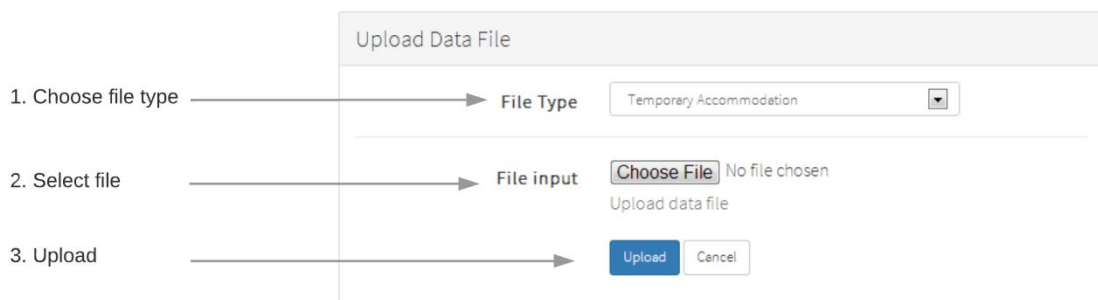 Upload Data File
1. Choose file type
File Type
Temporary Accommodation
2. Select file
File input
Choose File No file chosen
Upload data file
3. Upload
Upload
Cancel